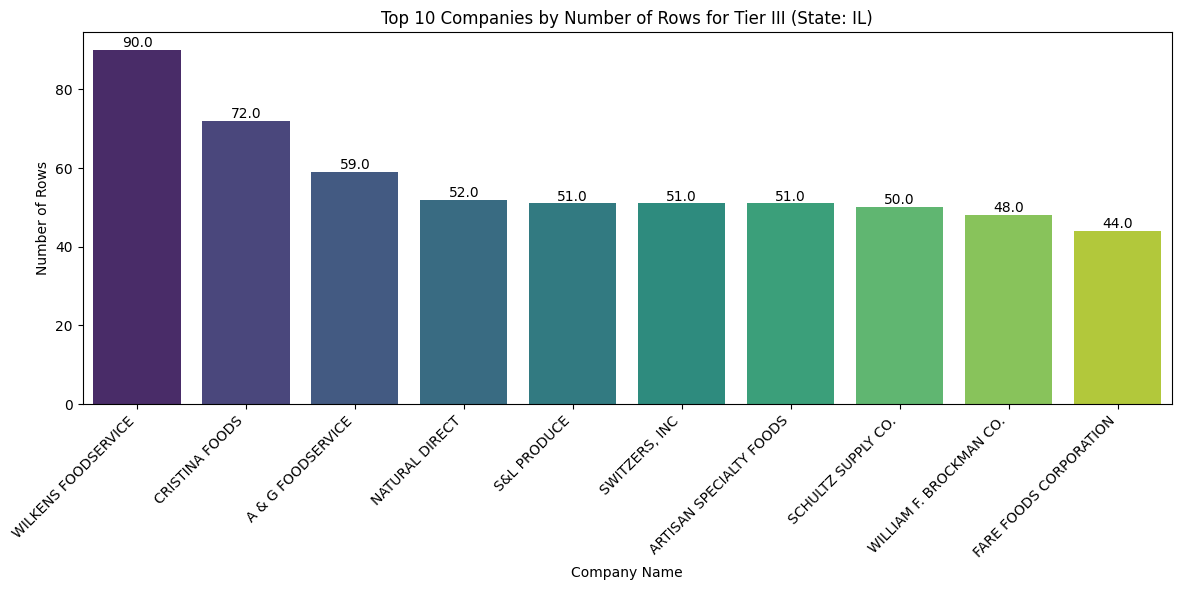 Top 10 Companies by Number of Rows for Tier III (State: IL)
90.0
72.0
59.0
52.0
51.0
51.0
51.0
50.0
48.0
44.0
Number of Rows
80
60
40
20
0
WILKENS FOODSERVICE
CRISTINA FOODS
A & G FOODSERVICE
NATURAL DIRECT
S&L PRODUCE
SWITZERS, INC
ARTISAN SPECIALTY FOODS
SCHULTZ SUPPLY CO.
WILLIAM F. BROCKMAN CO.
FARE FOODS CORPORATION
Company Name